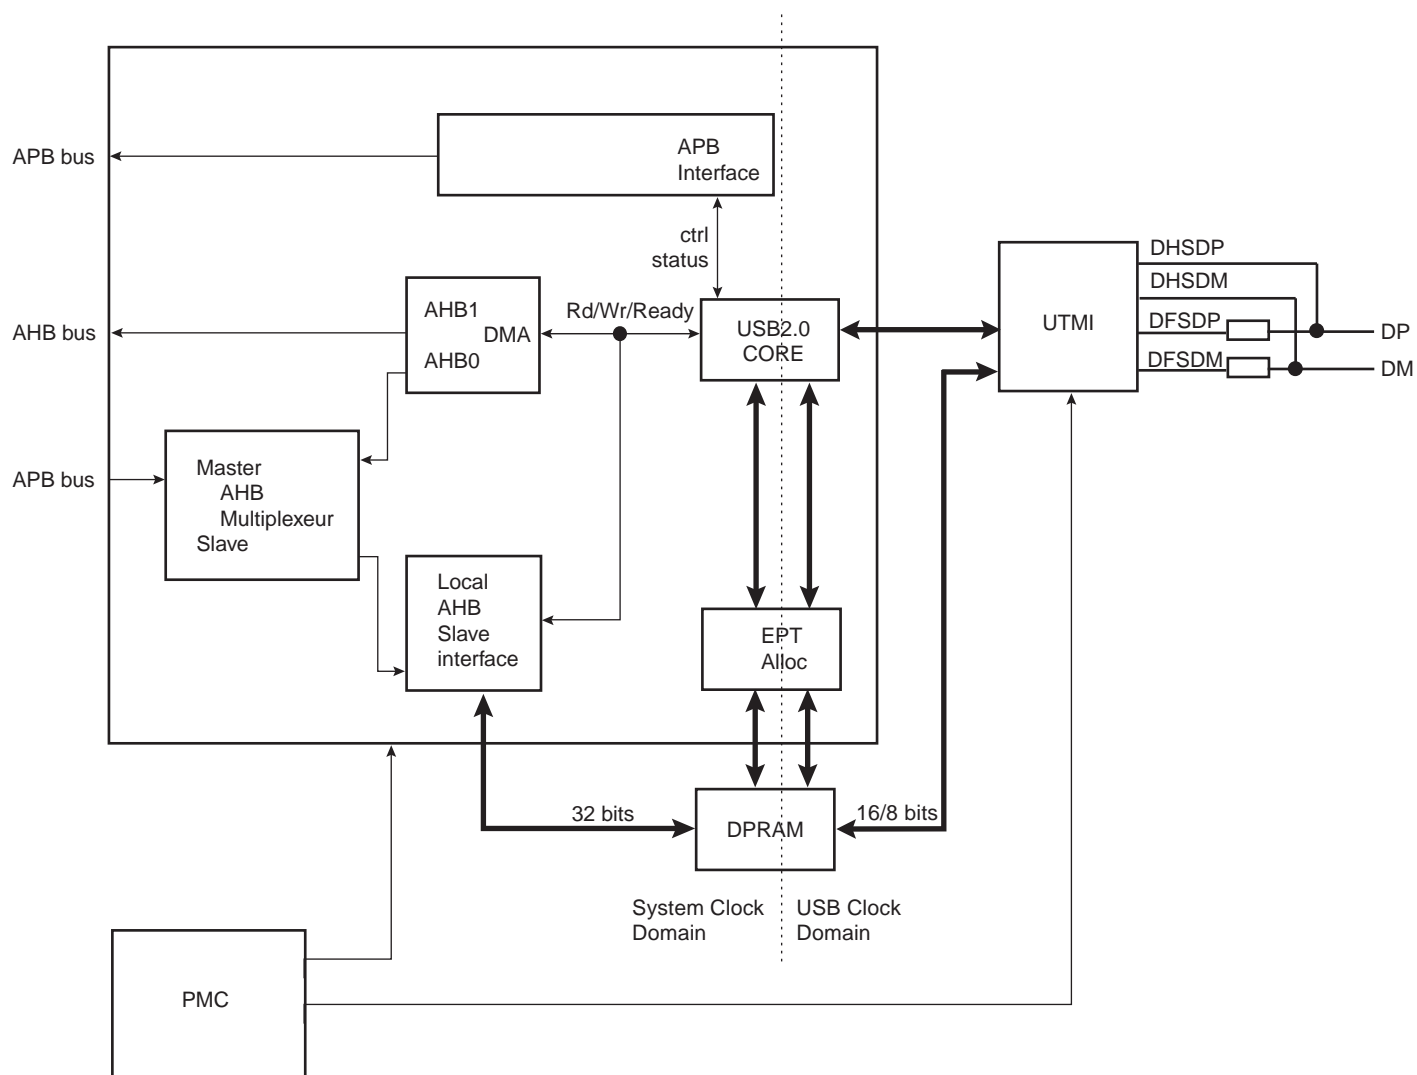 APB bus
APB
Interface
ctrl
status
DHSDP
DHSDM
DFSDP
DFSDM
UTMI
DP
DM
AHB bus
AHB1
DMA
AHB0
Rd/Wr/Ready
USB2.0
CORE
APB bus
Master
AHB
Multiplexeur
Slave
Local
AHB
Slave
interface
EPT
Alloc
32 bits
DPRAM
16/8 bits
System Clock
Domain
USB Clock
Domain
PMC